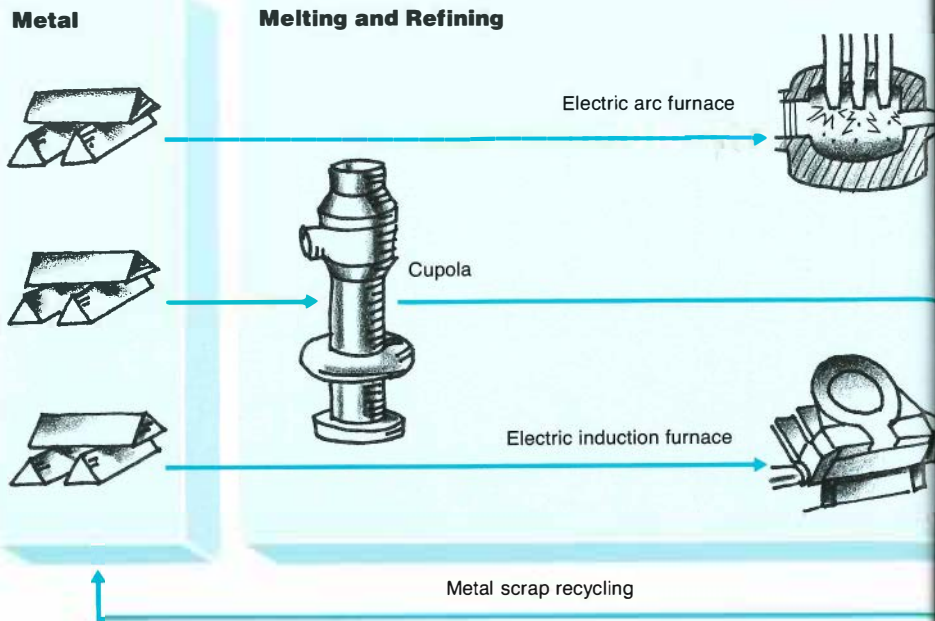 Metal
Melting and Refining
Electric arc furnace
Cupola
Electric induction furnace
Metal scrap recycling